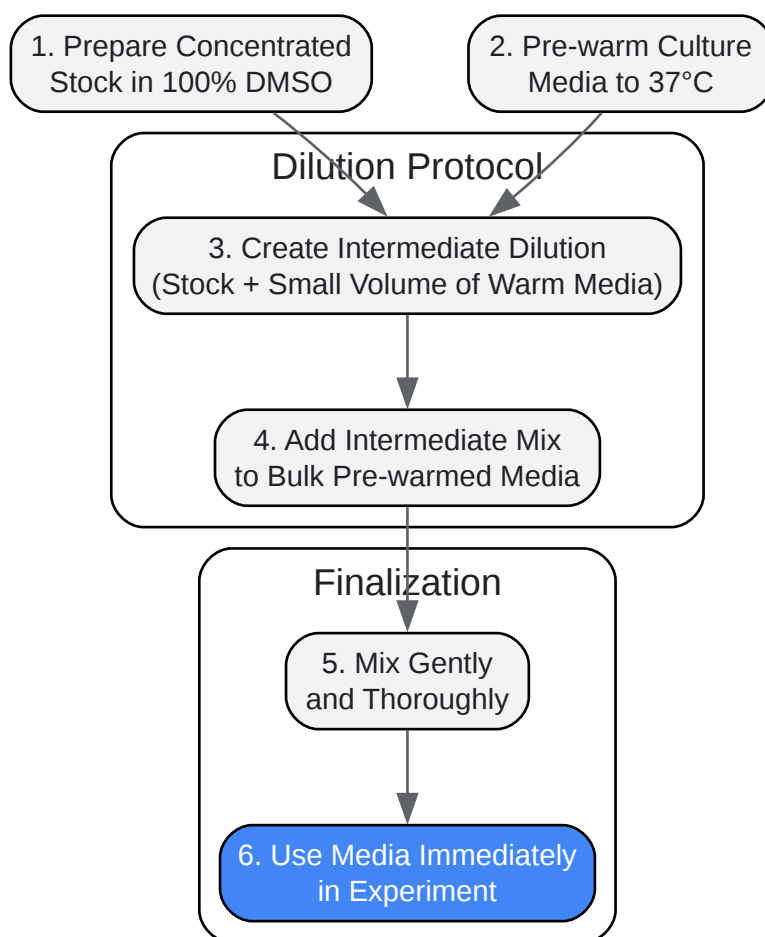 1. Prepare Concentrated
Stock in 100% DMSO
2. Pre-warm Culture
Media to 37°C
Dilution Protocol
3. Create Intermediate Dilution
(Stock + Small Volume of Warm Media)
4. Add Intermediate Mix
to Bulk Pre-warmed Media
Finalization
5. Mix Gently
and Thoroughly
6. Use Media Immediately
in Experiment